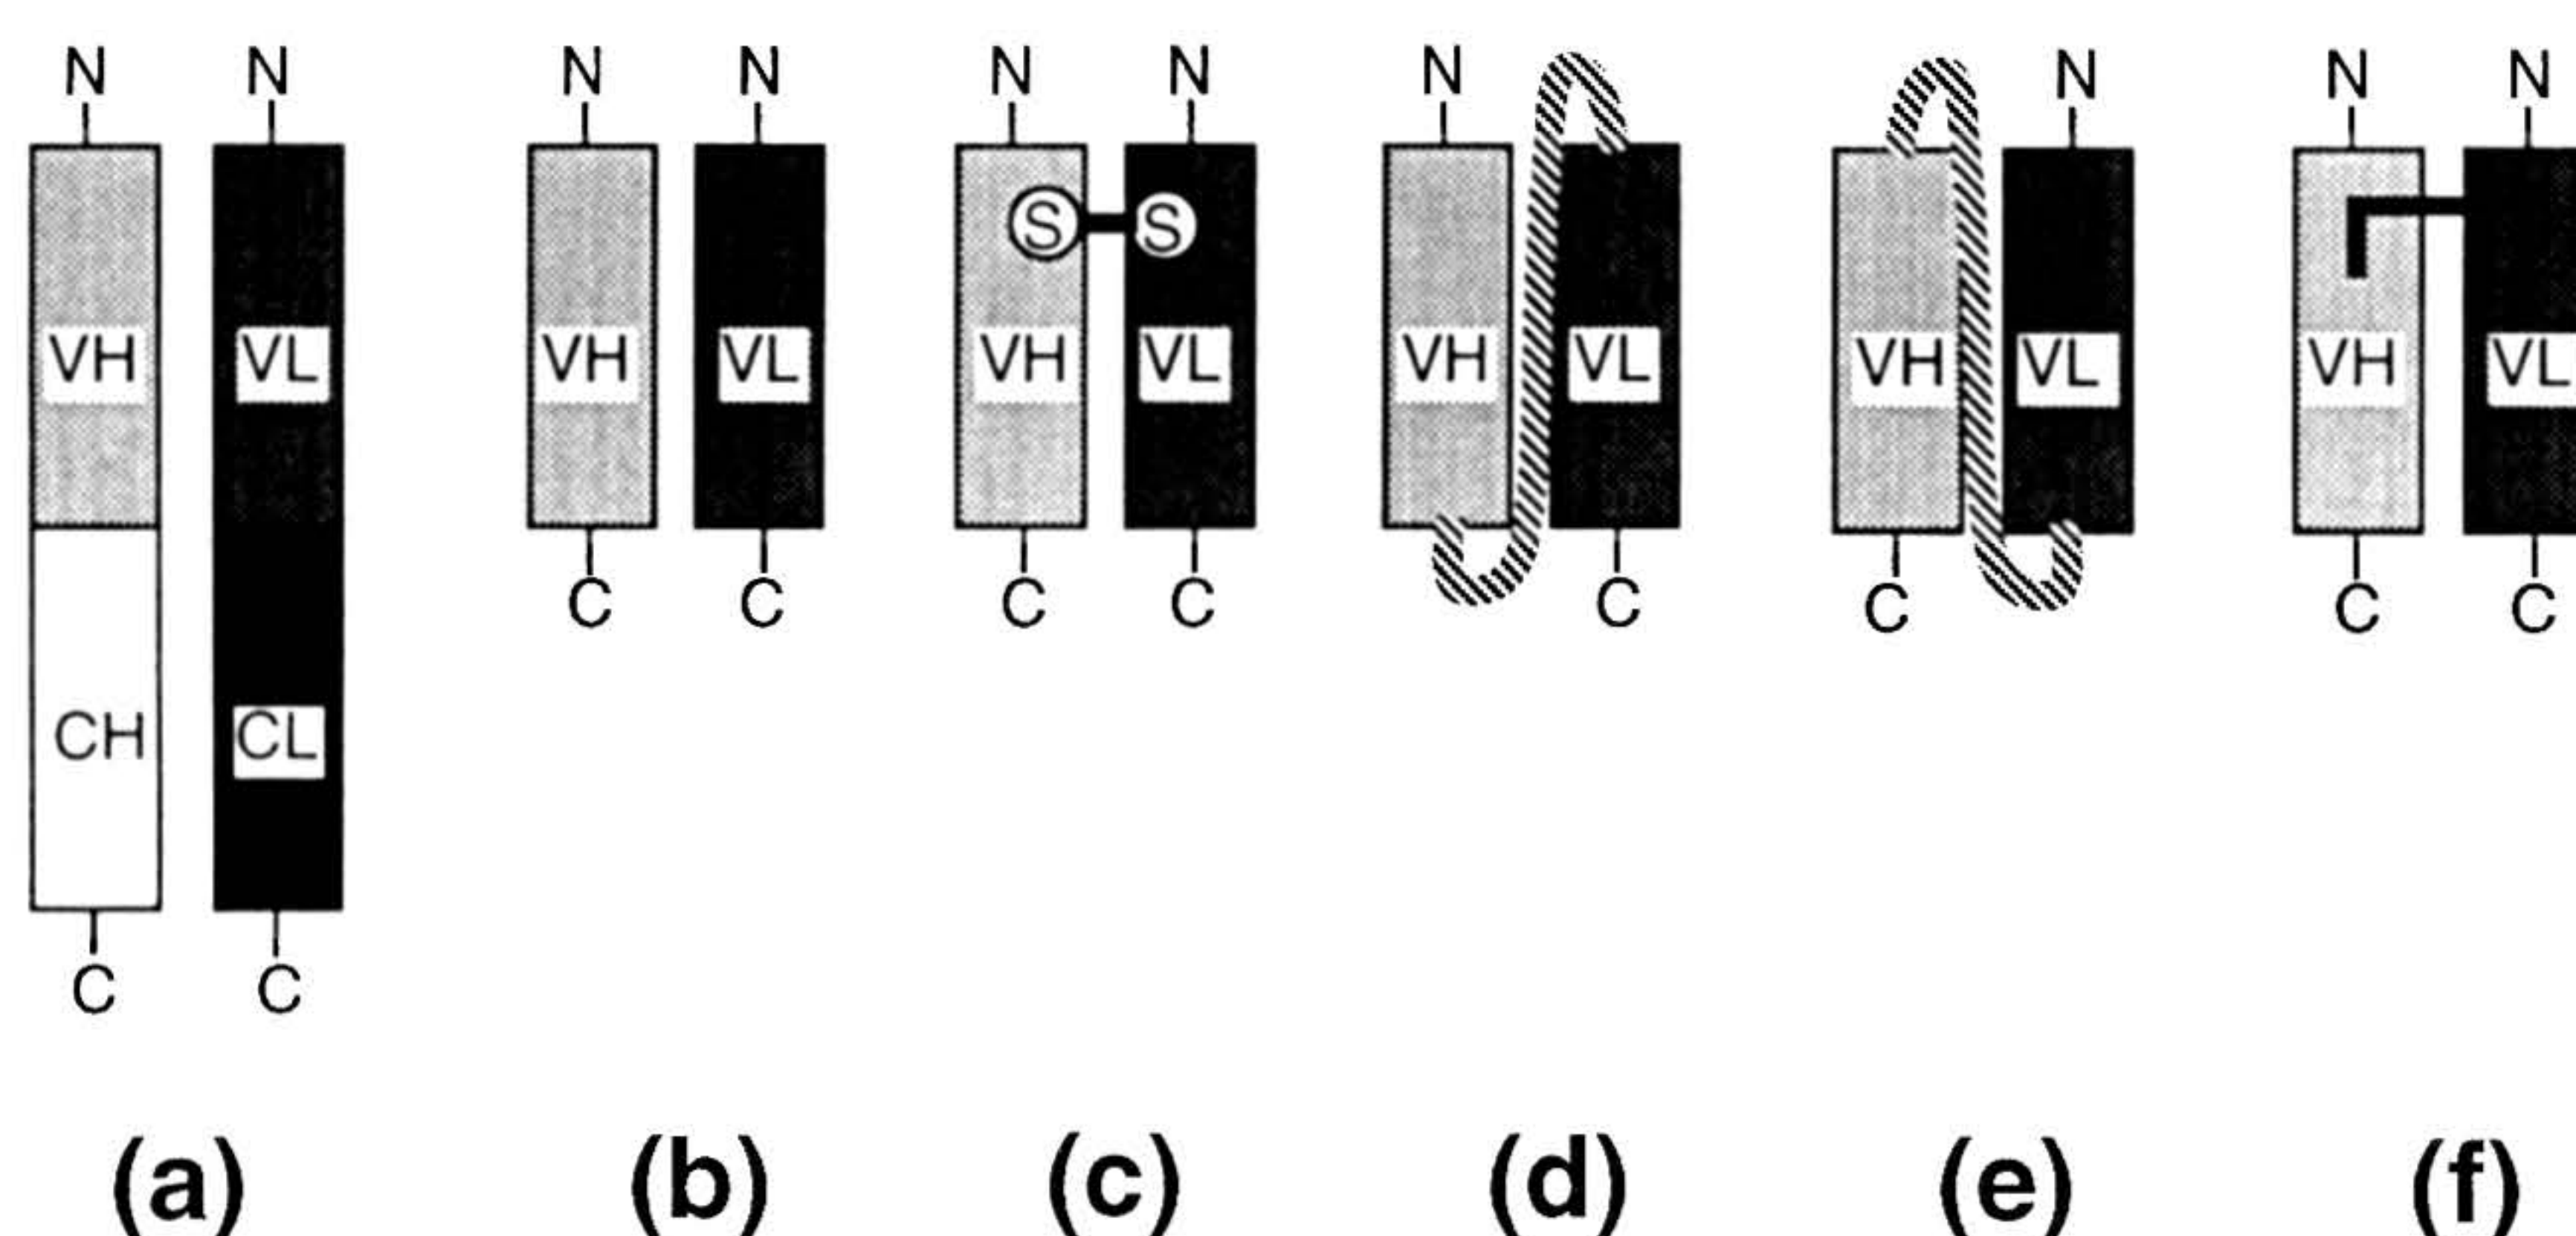 N N N N N N N N N N
S S
VH VL VH VL VH VL VH VL VH VL VH VL
C C C C C C C C
CH CL
C C
(a) (b) (c) (d) (e) (f)